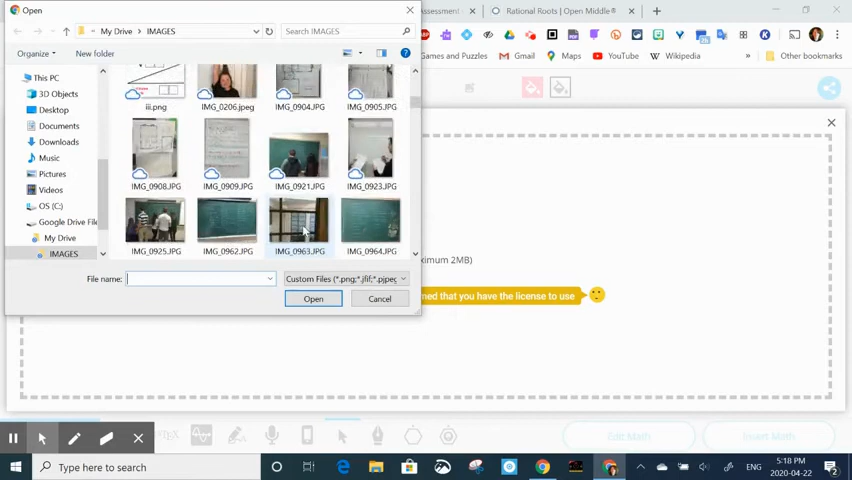 Open
Assessment
Rational Roots | Open Middle®
My Drive
IMAGES
Search IMAGES
Games and Puzzles
Gmail
Maps
YouTube
Wikipedia
»
Other bookmarks
Organize
New folder
This PC
3D Objects
Desktop
Documents
Downloads
Music
Pictures
Videos
OS (C:)
Google Drive File
My Drive
IMAGES
iii.png
IMG_0206.jpeg
IMG_0904.JPG
IMG_0905.JPG
IMG_0908.JPG
IMG_0909.JPG
IMG_0921.JPG
IMG_0923.JPG
IMG_0925.JPG
IMG_0962.JPG
IMG_0963.JPG
IMG_0964.JPG
ximum 2MB)
File name:
Custom Files (*.png;*.jfif;*.pjpeg
Open
Cancel
med that you have the license to use
Edit Math
Insert Math
Type here to search
ENG
5:18 PM
2020-04-22